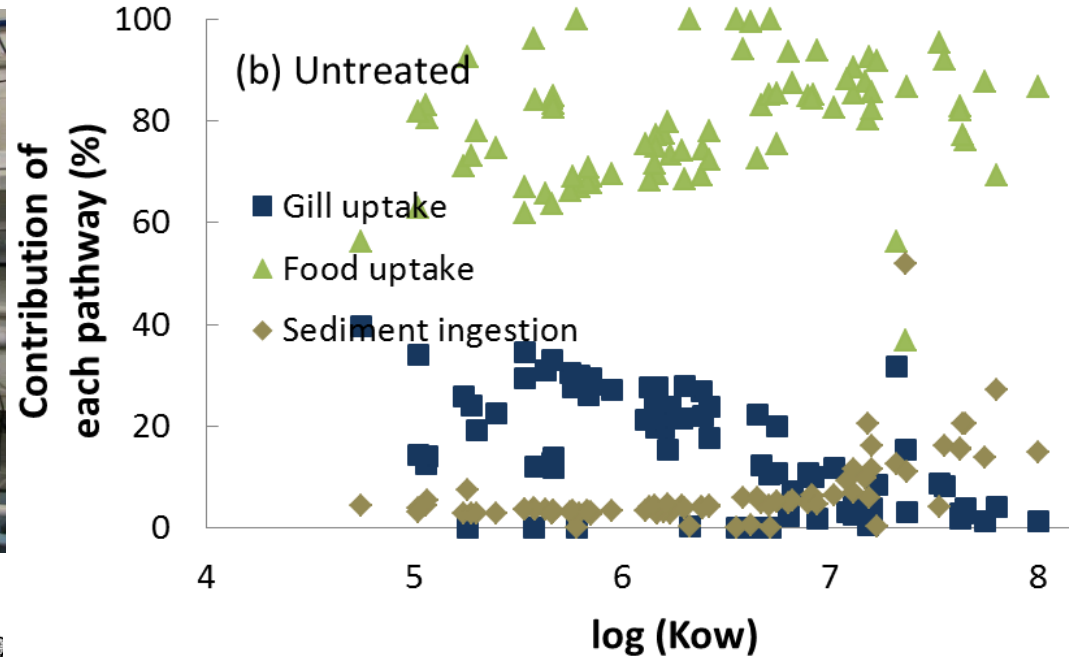 100
80
60
40
20
0
Contribution of
each pathway (%)
(b) Untreated
Gill uptake
Food uptake
Sediment ingestion
4 5 6 7 8
log (Kow)